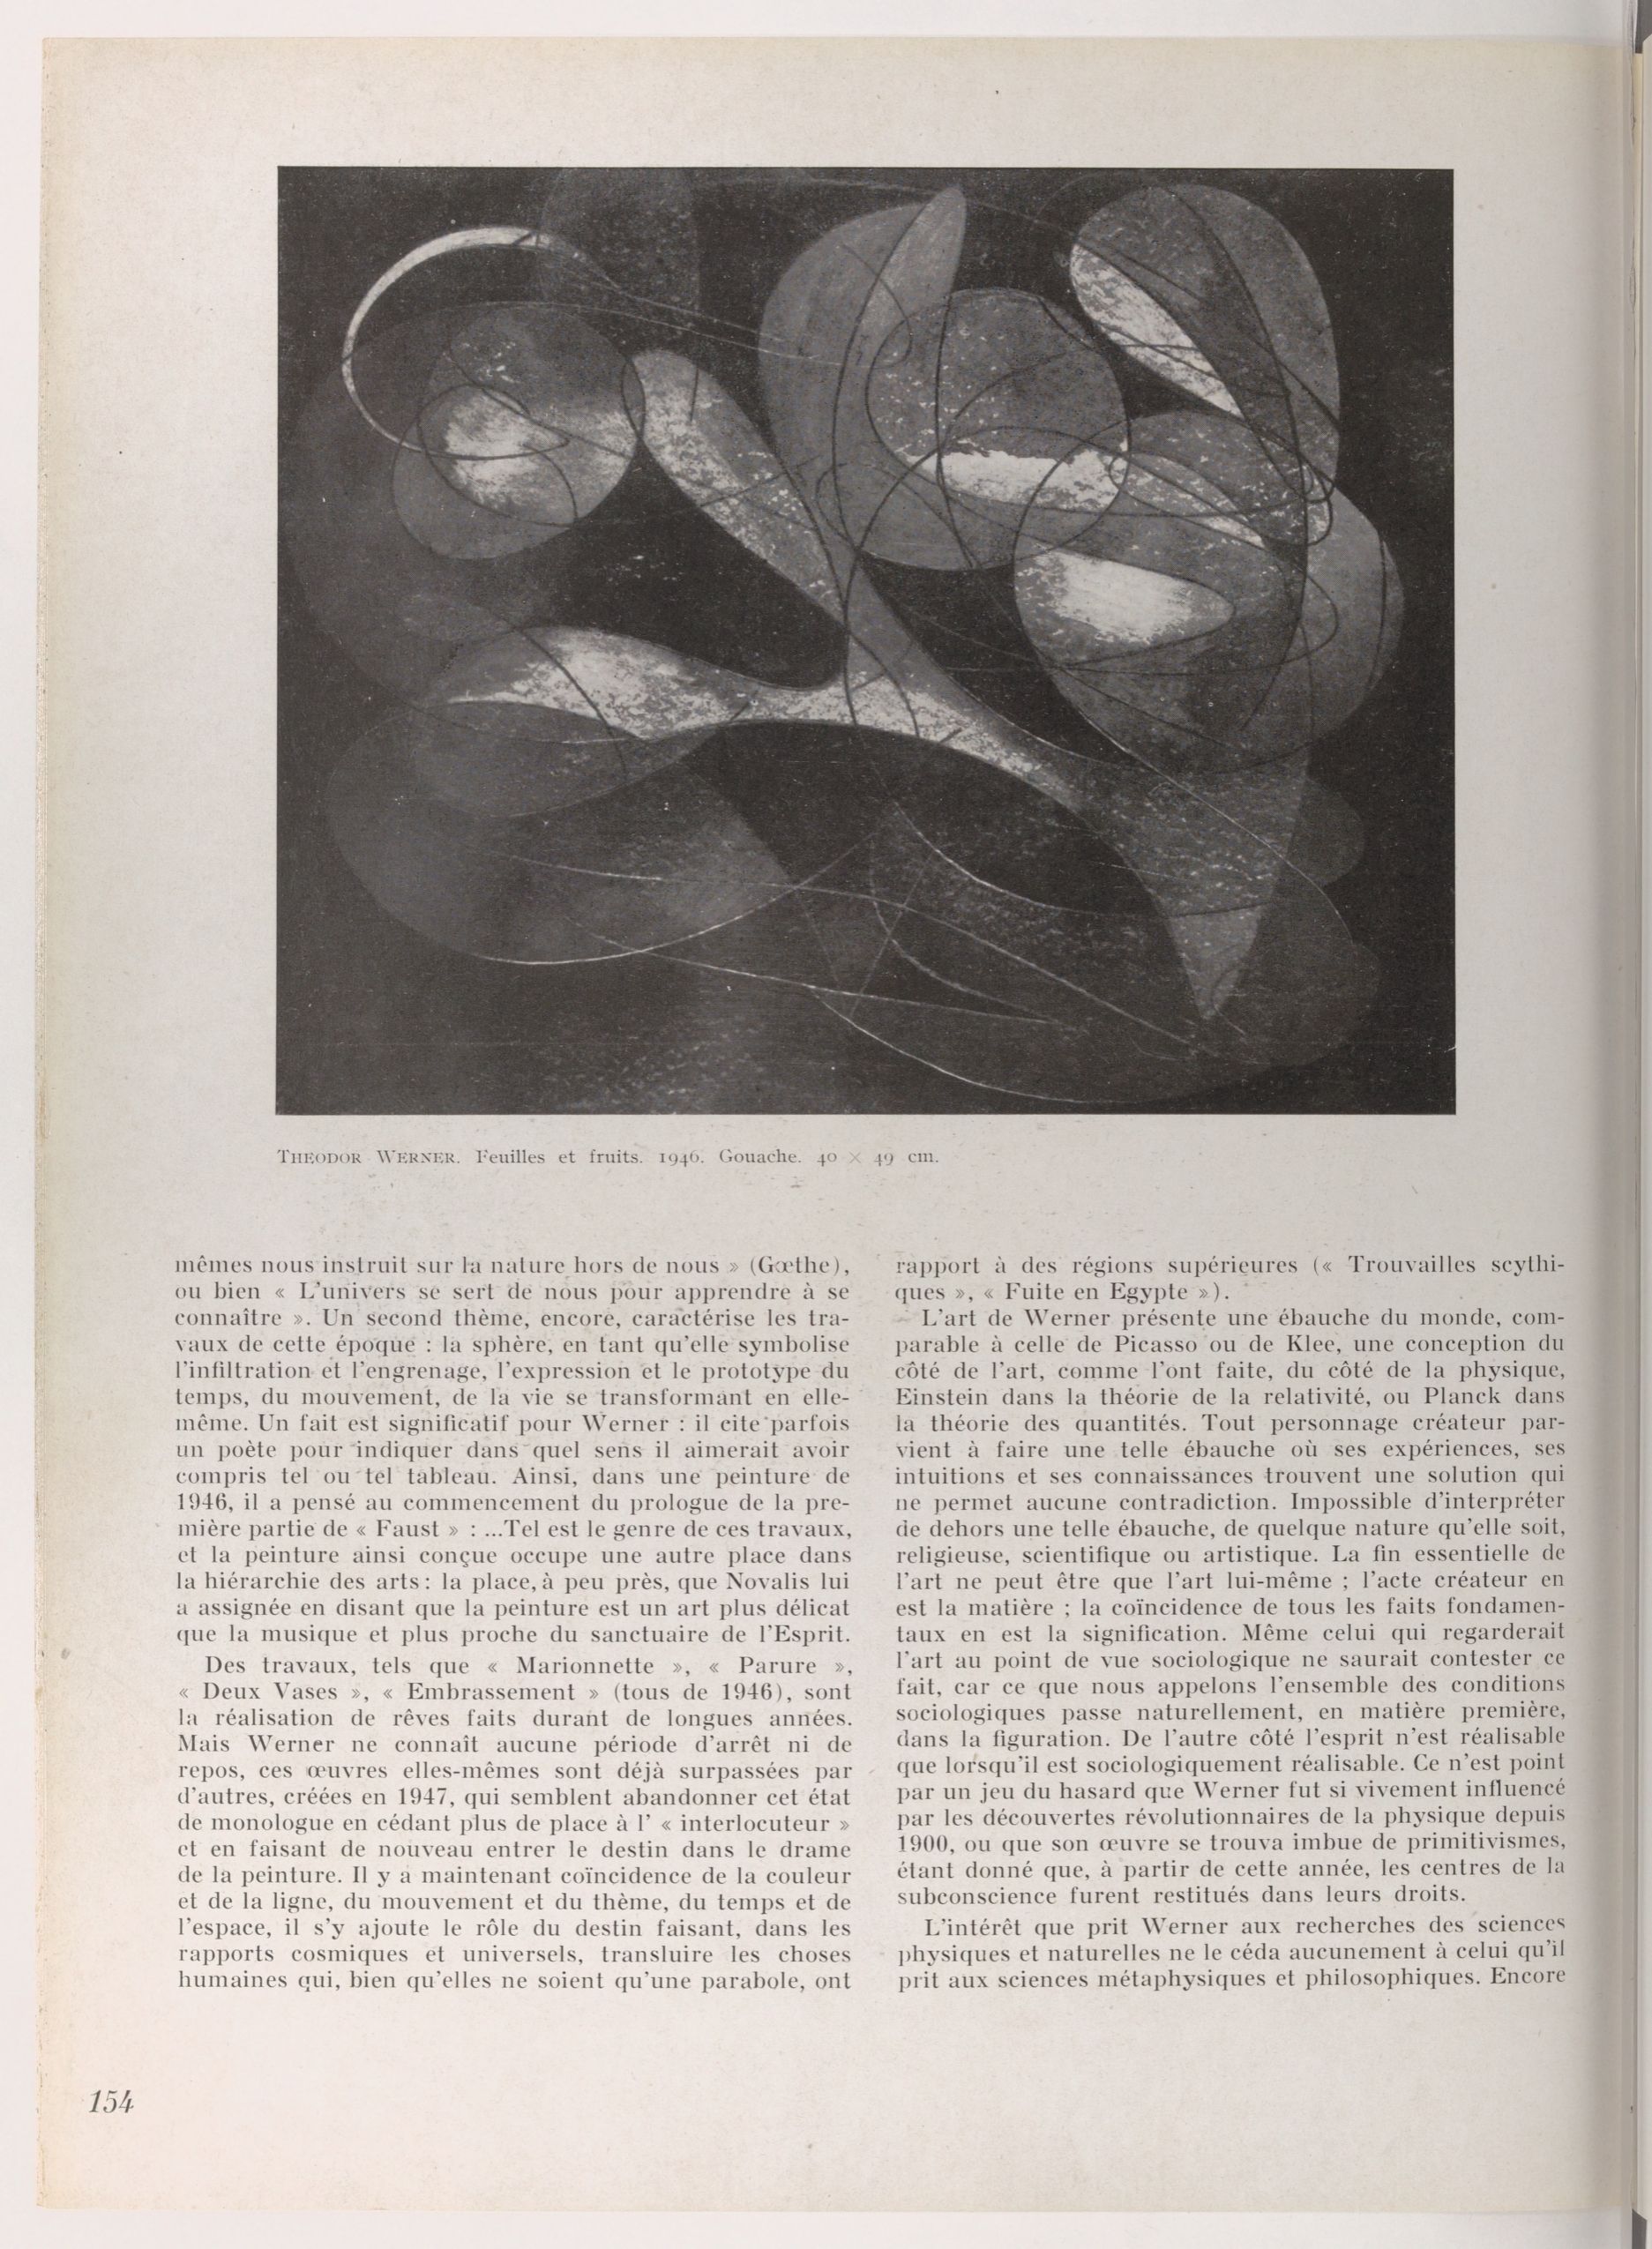 THEODOR WERNER. Feuilles et fruits. 1946. Gouache. 40 × 49 cm.
mêmes nous instruit sur la nature hors de nous » (Gœthe),
ou bien « L'univers se sert de nous pour apprendre à se
connaître ». Un second thème, encore, caractérise les tra-
vaux de cette époque : la sphère, en tant qu'elle symbolise
l'infiltration et l'engrenage, l'expression et le prototype du
temps, du mouvement, de la vie se transformant en elle-
même. Un fait est significatif pour Werner : il cite parfois
un poète pour indiquer dans quel sens il aimerait avoir
compris tel ou tel tableau. Ainsi, dans une peinture de
1946, il a pensé au commencement du prologue de la pre-
mière partie de « Faust » : ...Tel est le genre de ces travaux,
et la peinture ainsi conçue occupe une autre place dans
la hiérarchie des arts : la place, à peu près, que Novalis lui
a assignée en disant que la peinture est un art plus délicat
que la musique et plus proche du sanctuaire de l'Esprit.
Des travaux, tels que « Marionnette », « Parure »,
« Deux Vases », « Embrassement » (tous de 1946), sont
la réalisation de rêves faits durant de longues années.
Mais Werner ne connaît aucune période d'arrêt ni de
repos, ces œuvres elles-mêmes sont déjà surpassées par
d'autres, créées en 1947, qui semblent abandonner cet état
de monologue en cédant plus de place à l' « interlocuteur »
et en faisant de nouveau entrer le destin dans le drame
de la peinture. Il y a maintenant coïncidence de la couleur
et de la ligne, du mouvement et du thème, du temps et de
l'espace, il s'y ajoute le rôle du destin faisant, dans les
rapports cosmiques et universels, transluire les choses
humaines qui, bien qu'elles ne soient qu'une parabole, ont
rapport à des régions supérieures (« Trouvailles scythi-
ques », « Fuite en Egypte »).
L'art de Werner présente une ébauche du monde, com-
parable à celle de Picasso ou de Klee, une conception du
côté de l'art, comme l'ont faite, du côté de la physique,
Einstein dans la théorie de la relativité, ou Planck dans
la théorie des quantités. Tout personnage créateur par-
vient à faire une telle ébauche où ses expériences, ses
intuitions et ses connaissances trouvent une solution qui
ne permet aucune contradiction. Impossible d'interpréter
de dehors une telle ébauche, de quelque nature qu'elle soit,
religieuse, scientifique ou artistique. La fin essentielle de
l'art ne peut être que l'art lui-même ; l'acte créateur en
est la matière ; la coïncidence de tous les faits fondamen-
taux en est la signification. Même celui qui regarderait
l'art au point de vue sociologique ne saurait contester ce
fait, car ce que nous appelons l'ensemble des conditions
sociologiques passe naturellement, en matière première,
dans la figuration. De l'autre côté l'esprit n'est réalisable
que lorsqu'il est sociologiquement réalisable. Ce n'est point
par un jeu du hasard que Werner fut si vivement influencé
par les découvertes révolutionnaires de la physique depuis
1900, ou que son œuvre se trouva imbue de primitivismes,
étant donné que, à partir de cette année, les centres de la
subconscience furent restitués dans leurs droits.
L'intérêt que prit Werner aux recherches des sciences
physiques et naturelles ne le céda aucunement à celui qu'il
prit aux sciences métaphysiques et philosophiques. Encore
154